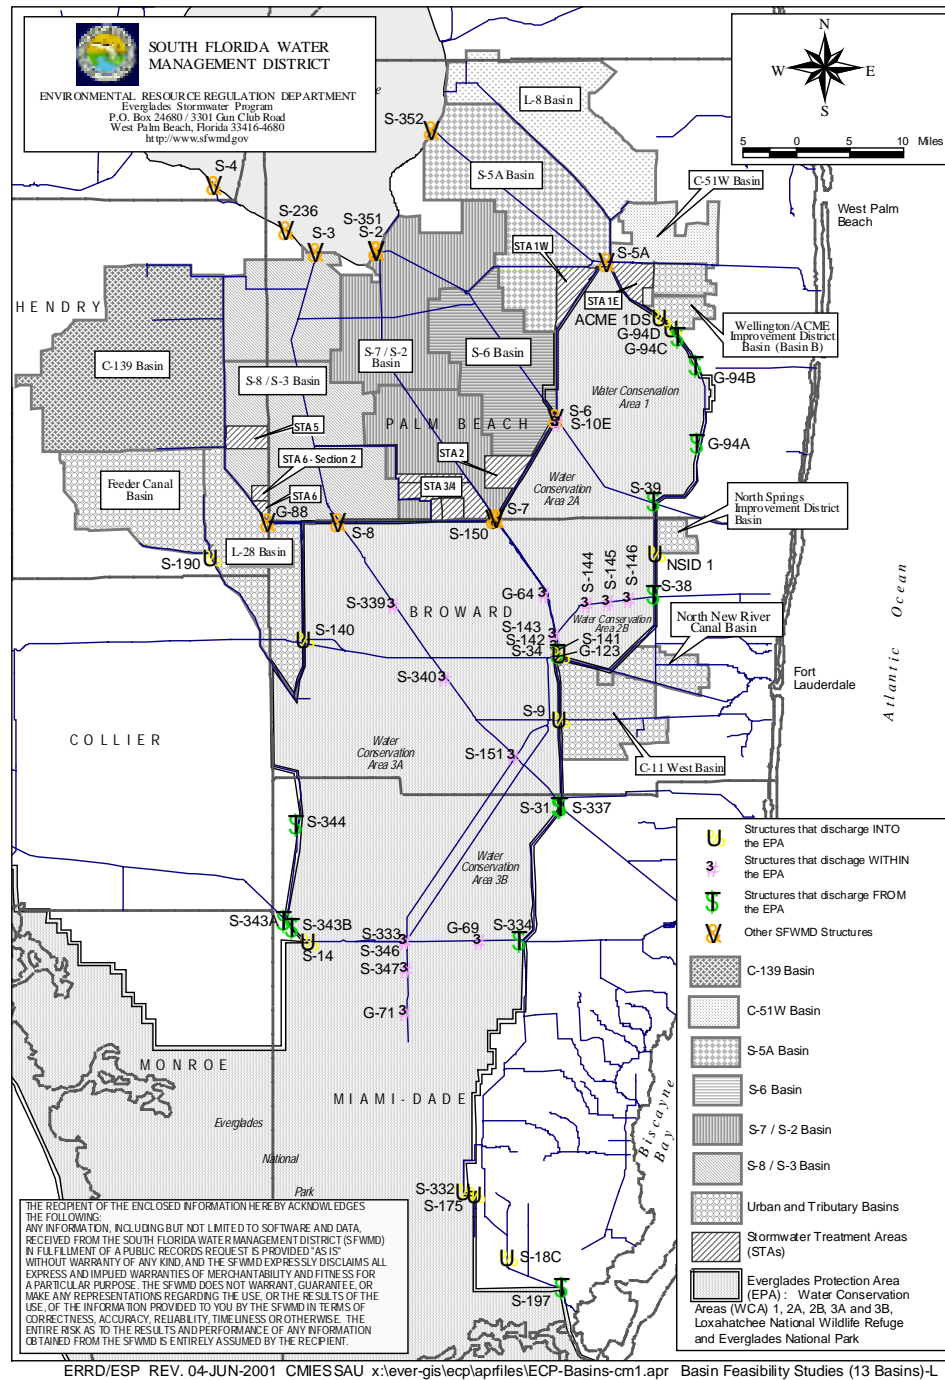 SOUTH FLORIDA WATER
MANAGEMENT DISTRICT
ENVIRONMENTAL RESOURCE REGULATION DEPARTMENT
Everglades Stormwater Program
P.O. Box 24680 / 3301 Gun Club Road
West Palm Beach, Florida 33416-4680
http://www.sfwmd.gov
e
N
W
E
S
5 0 5 10 Miles
L-8 Basin
S-352
S-5A Basin
C-51W Basin
S-4
S-236
S-351
S-3
S-2
West Palm
Beach
STA 1W
S-5A
STA 1E
HENDRY
ACME 1DS
G-94D
G-94C
Wellington/ACME
Improvement District
Basin (Basin B)
C-139 Basin
S-7 / S-2
Basin
S-6 Basin
G-94B
S-8 / S-3 Basin
Water Conservation
Area 1
PALM BEACH
S-6
S-10E
STA 5
G-94A
STA 2
STA 6 - Section 2
Feeder Canal
Basin
STA 6
STA 3/4
Water
Conservation
Area 2A
S-39
North Springs
Improvement District
Basin
G-88
S-8
S-7
S-150
L-28 Basin
S-190
NSID 1
S-144
S-145
S-146
S-339
G-64
S-38
BROWARD
Water Conservation
Area 2B
North New River
Canal Basin
S-140
S-143
S-142
S-141
S-34
G-123
S-340
Fort
Lauderdale
Atlantic Ocean
S-9
COLLIER
Water
Conservation
Area 3A
S-151
C-11 West Basin
S-31
S-337
S-344
Water
Conservation
Area 3B
S-343A
S-343B
S-14
S-333
S-346
G-69
S-334
S-347
G-71
MONROE
MIAMI-DADE
Everglades
National
Park
Biscayne
Bay
S-332
S-175
S-18C
S-197
Structures that discharge INTO
the EPA
Structures that dischage WITHIN
the EPA
Structures that discharge FROM
the EPA
Other SFWMD Structures
C-139 Basin
C-51W Basin
S-5A Basin
S-6 Basin
S-7 / S-2 Basin
S-8 / S-3 Basin
Urban and Tributary Basins
Stormwater Treatment Areas
(STAs)
Everglades Protection Area
(EPA) : Water Conservation
Areas (WCA) 1, 2A, 2B, 3A and 3B,
Loxahatchee National Wildlife Refuge
and Everglades National Park
THE RECIPIENT OF THE ENCLOSED INFORMATION HEREBY ACKNOWLEDGES
THE FOLLOWING:
ANY INFORMATION, INCLUDING BUT NOT LIMITED TO SOFTWARE AND DATA,
RECEIVED FROM THE SOUTH FLORIDA WATER MANAGEMENT DISTRICT (SFWMD)
IN FULFILLMENT OF A PUBLIC RECORDS REQUEST IS PROVIDED "AS IS"
WITHOUT WARRANTY OF ANY KIND, AND THE SFWMD EXPRESSLY DISCLAIMS ALL
EXPRESS AND IMPLIED WARRANTIES OF MERCHANTABILITY AND FITNESS FOR
A PARTICULAR PURPOSE. THE SFWMD DOES NOT WARRANT, GUARANTEE, OR
MAKE ANY REPRESENTATIONS REGARDING THE USE, OR THE RESULTS OF THE
USE, OF THE INFORMATION PROVIDED TO YOU BY THE SFWMD IN TERMS OF
CORRECTNESS, ACCURACY, RELIABILITY, TIMELINESS OR OTHERWISE. THE
ENTIRE RISK AS TO THE RESULTS AND PERFORMANCE OF ANY INFORMATION
OBTAINED FROM THE SFWMD IS ENTIRELY ASSUMED BY THE RECIPIENT.
ERRD/ESP REV. 04-JUN-2001 CMIESSAU x:\ever-gis\ecp\aprfiles\ECP-Basins-cm1.apr Basin Feasibility Studies (13 Basins)-L